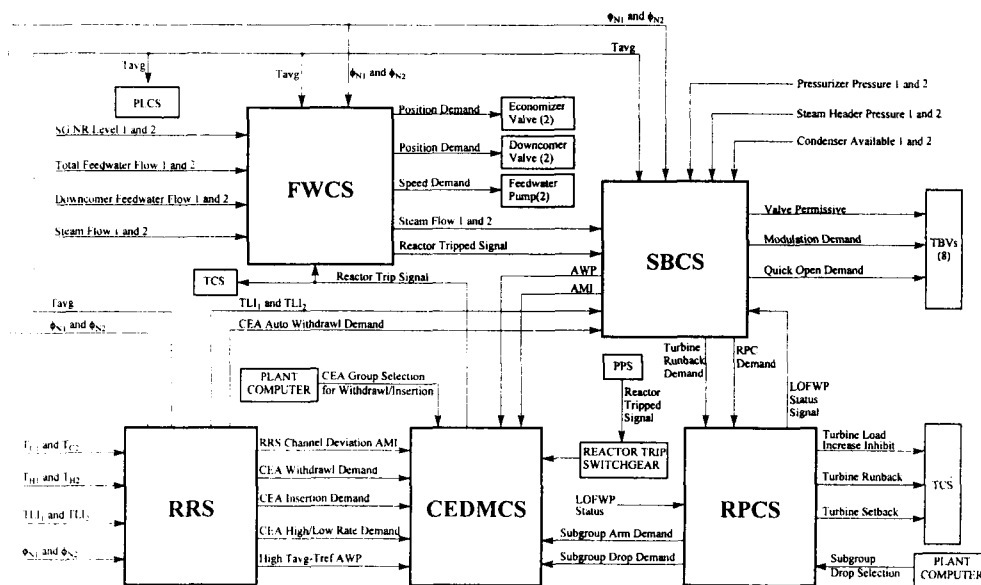 ϕN1 and ϕN2
Tavg
Tavg
Tavg
ϕN1 and ϕN2
PLCS
Pressurizer Pressure 1 and 2
Steam Header Pressure 1 and 2
Condenser Available 1 and 2
SG NR Level 1 and 2
Total Feedwater Flow 1 and 2
Downcomer Feedwater Flow 1 and 2
Steam Flow 1 and 2
FWCS
Position Demand
Economizer
Valve (2)
Position Demand
Downcomer
Valve (2)
Speed Demand
Feedwater
Pump(2)
Steam Flow 1 and 2
Reactor Tripped Signal
SBCS
Valve Permissive
Modulation Demand
Quick Open Demand
TBVs
(8)
TCS
Reactor Trip Signal
AWP
AMI
Tavg
ϕN1 and ϕN2
TLI1 and TLI2
CEA Auto Withdrawl Demand
PLANT
COMPUTER
CEA Group Selection
for Withdrawl/Insertion
PPS
Reactor
Tripped
Signal
Turbine
Runback
Demand
RPC
Demand
LOFWP
Status
Signal
TC1 and TC2
TH1 and TH2
TLI1 and TLI2
ϕN1 and ϕN2
RRS
RRS Channel Deviation AMI
CEA Withdrawl Demand
CEA Insertion Demand
CEA High/Low Rate Demand
High Tavg-Tref AWP
CEDMCS
REACTOR TRIP
SWITCHGEAR
LOFWP
Status
Subgroup Arm Demand
Subgroup Drop Demand
RPCS
Turbine Load
Increase Inhibit
Turbine Runback
Turbine Setback
TCS
Subgroup
Drop Selection
PLANT
COMPUTER